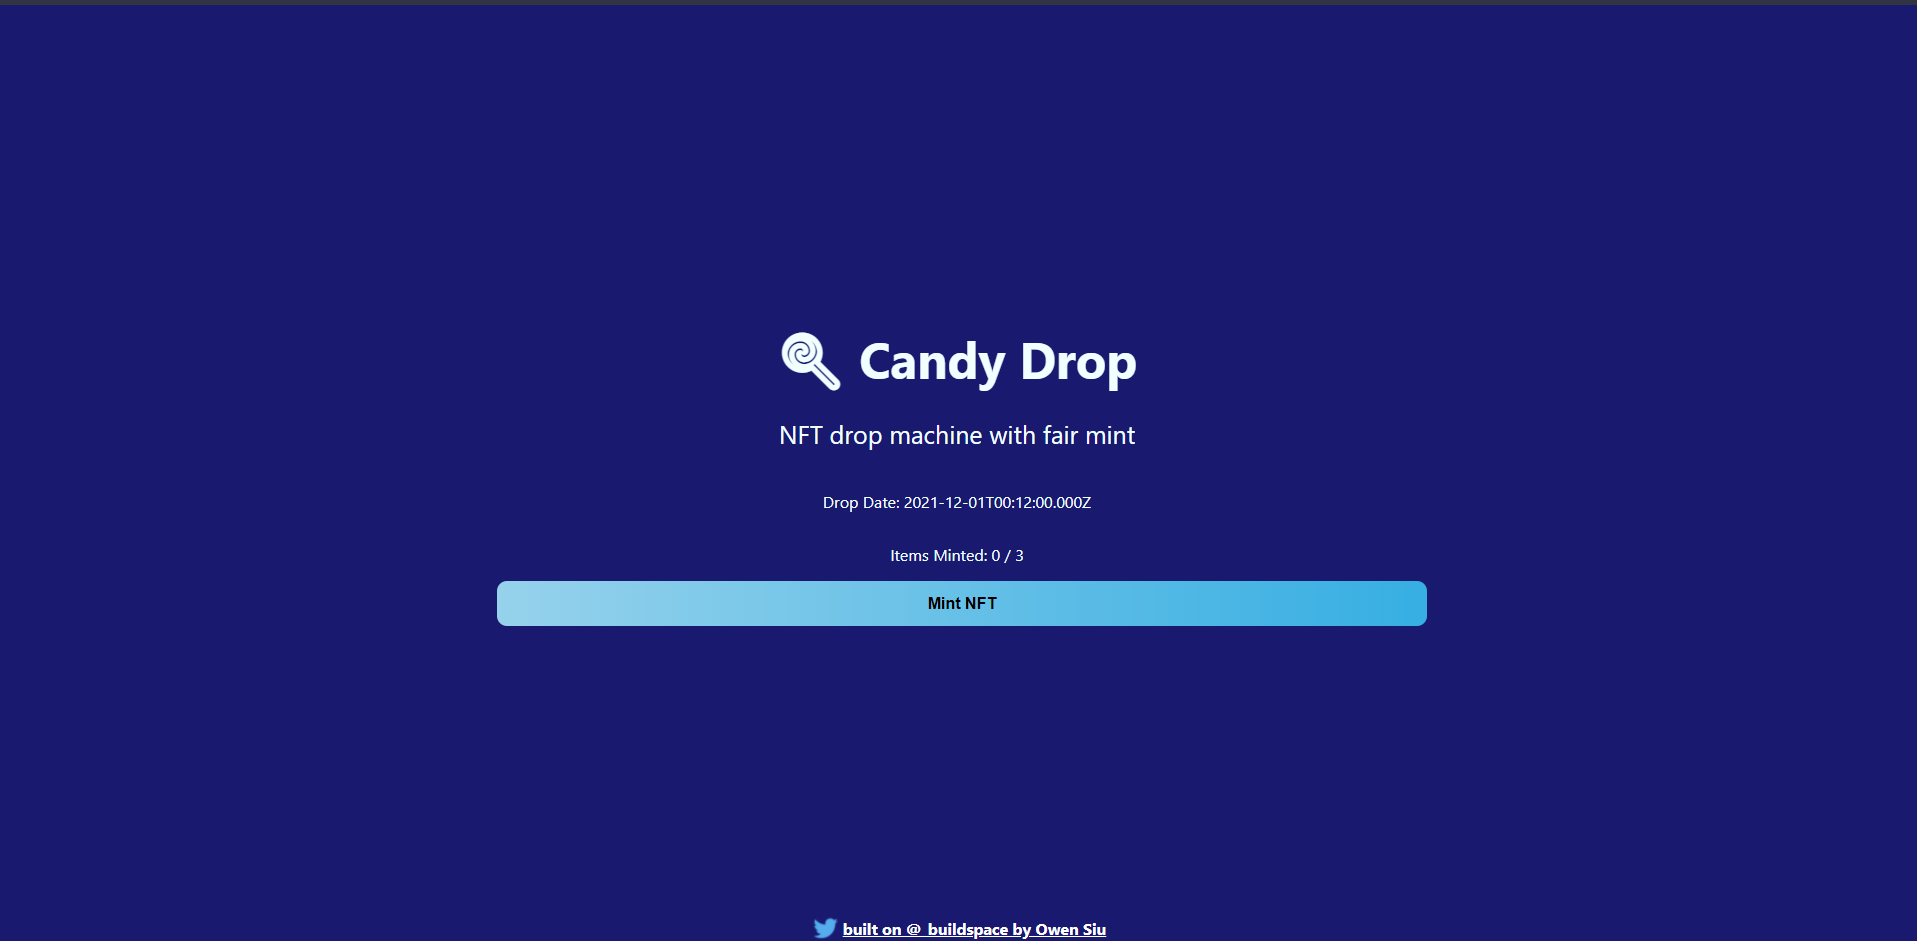 Candy Drop
NFT drop machine with fair mint
Drop Date: 2021-12-01T00:12:00.000Z
Items Minted: 0 / 3
Mint NFT
built on @_buildspace by Owen Siu